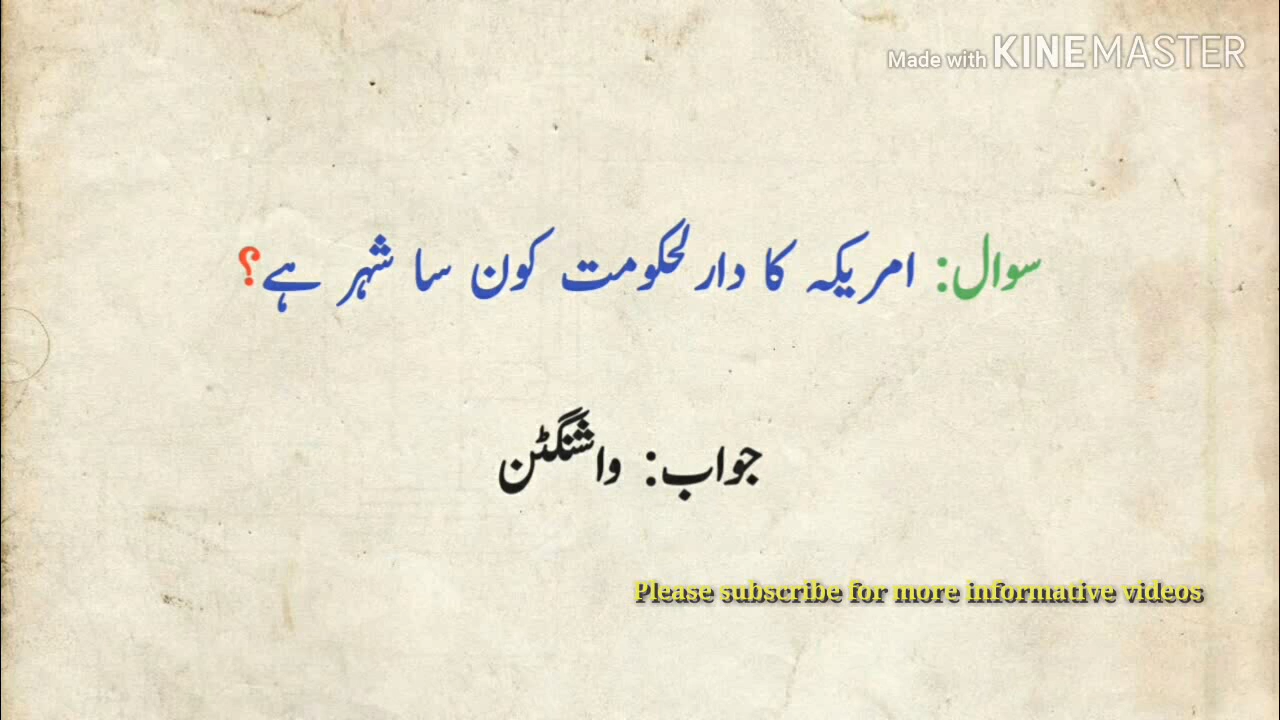 Made with KINEMASTER
سوال: امریکہ کا دارلحکومت کون سا شہر ہے؟
جواب: واشنگٹن
Please subscribe for more informative videos